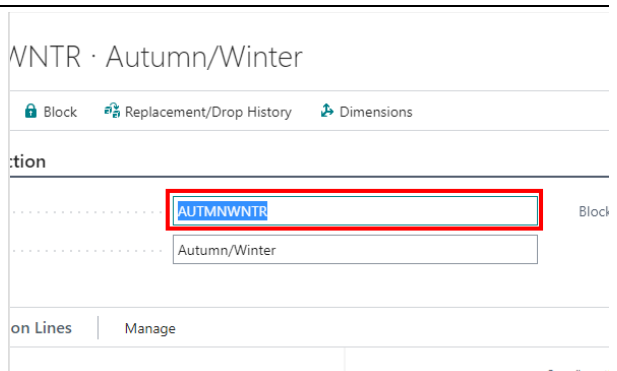 WNTR · Autumn/Winter
Block Replacement/Drop History Dimensions
ction
AUTMNWNTR Block
Autumn/Winter
on Lines Manage